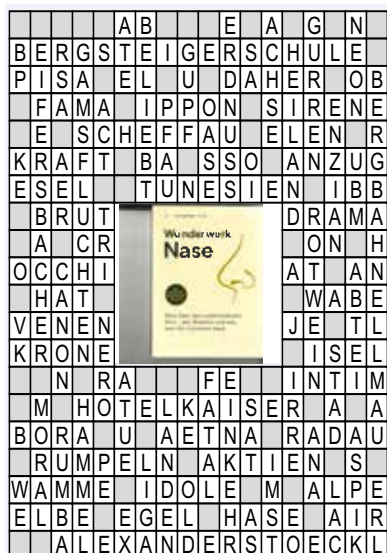 AB E A G N
BERGSTEIGERSCHULE
PISA EL U DAHER OB
FAMA IPPON SIRENE
E SCHEFFAU ELEN R
KRAFT BA SSO ANZUG
ESEL TUNESIEN IBB
BRUT DRAMA
A CR ON H
OCCHI AT AN
HAT WABE
VENEN JE TL
KRONE ISEL
N RA FE INTIM
M HOTELKAISER A A
BORA U AETNA RADAU
RUMPELN AKTIEN S
WAMME IDOLE M ALPE
ELBE EGEL HASE AIR
ALEXANDERSTOECKL
Wunderwerk
Nase